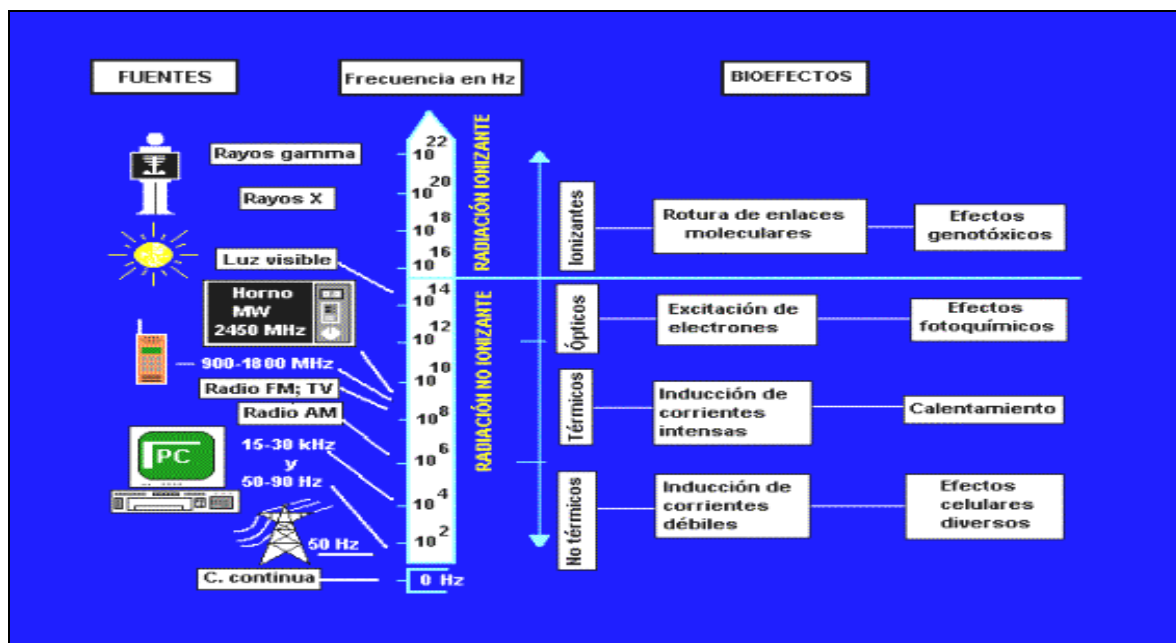 FUENTES
Frecuencia en Hz
BIOEFECTOS
Rayos gamma
Rayos X
Luz visible
Horno
MW
2450 MHz
900-1800 MHz
Radio FM; TV
Radio AM
PC
15-30 kHz
y
50-90 Hz
50 Hz
C. continua
10^22
10^20
10^18
10^16
10^14
10^12
10^10
10^8
10^6
10^4
10^2
0 Hz
RADIACIÓN IONIZANTE
RADIACIÓN NO IONIZANTE
Ionizantes
Rotura de enlaces
moleculares
Efectos
genotóxicos
Ópticos
Excitación de
electrones
Efectos
fotoquímicos
Térmicos
Inducción de
corrientes
intensas
Calentamiento
No térmicos
Inducción de
corrientes
débiles
Efectos
celulares
diversos